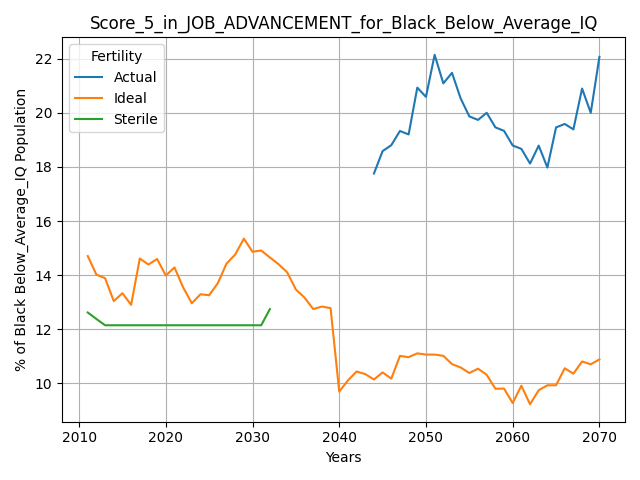 Score_5_in_JOB_ADVANCEMENT_for_Black_Below_Average_IQ
% of Black Below_Average_IQ Population
22
20
18
16
14
12
10
Fertility
Actual
Ideal
Sterile
2010 2020 2030 2040 2050 2060 2070
Years